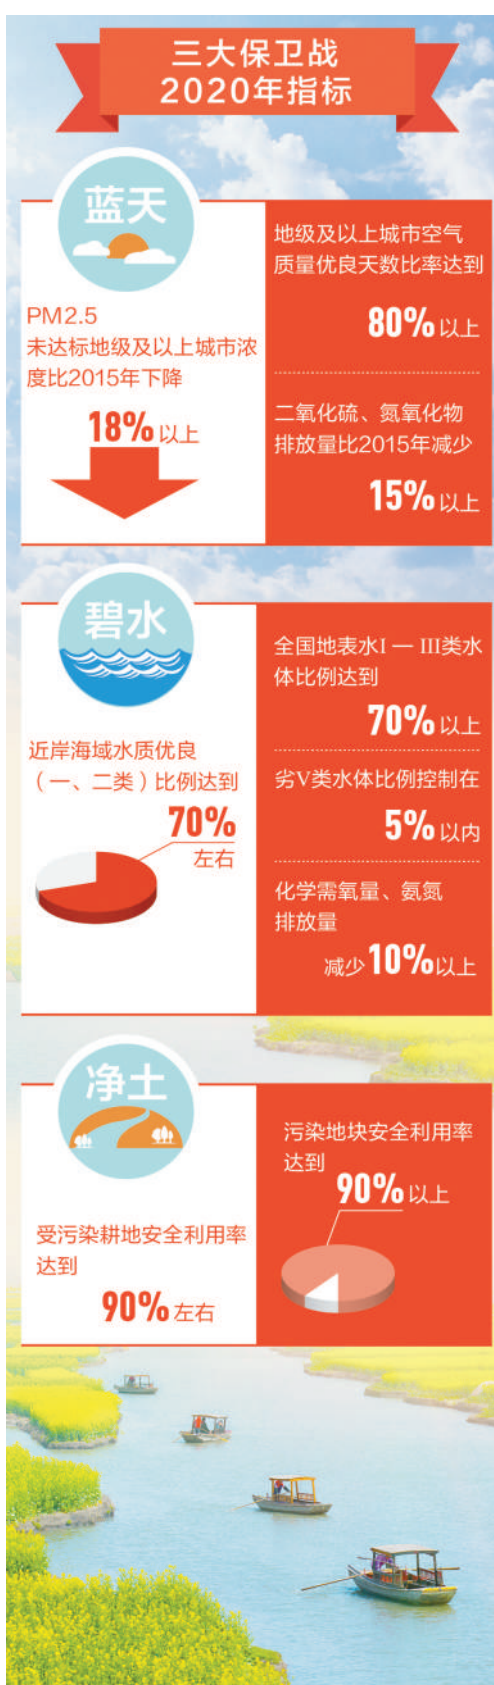 三大保卫战
2020年指标
蓝天
PM2.5
未达标地级及以上城市浓
度比2015年下降
18%以上
地级及以上城市空气
质量优良天数比率达到
80%以上
二氧化硫、氮氧化物
排放量比2015年减少
15%以上
碧水
近岸海域水质优良
（一、二类）比例达到
70%
左右
全国地表水I — III类水
体比例达到
70%以上
劣V类水体比例控制在
5%以内
化学需氧量、氨氮
排放量
减少10%以上
净土
受污染耕地安全利用率
达到
90%左右
污染地块安全利用率
达到
90%以上